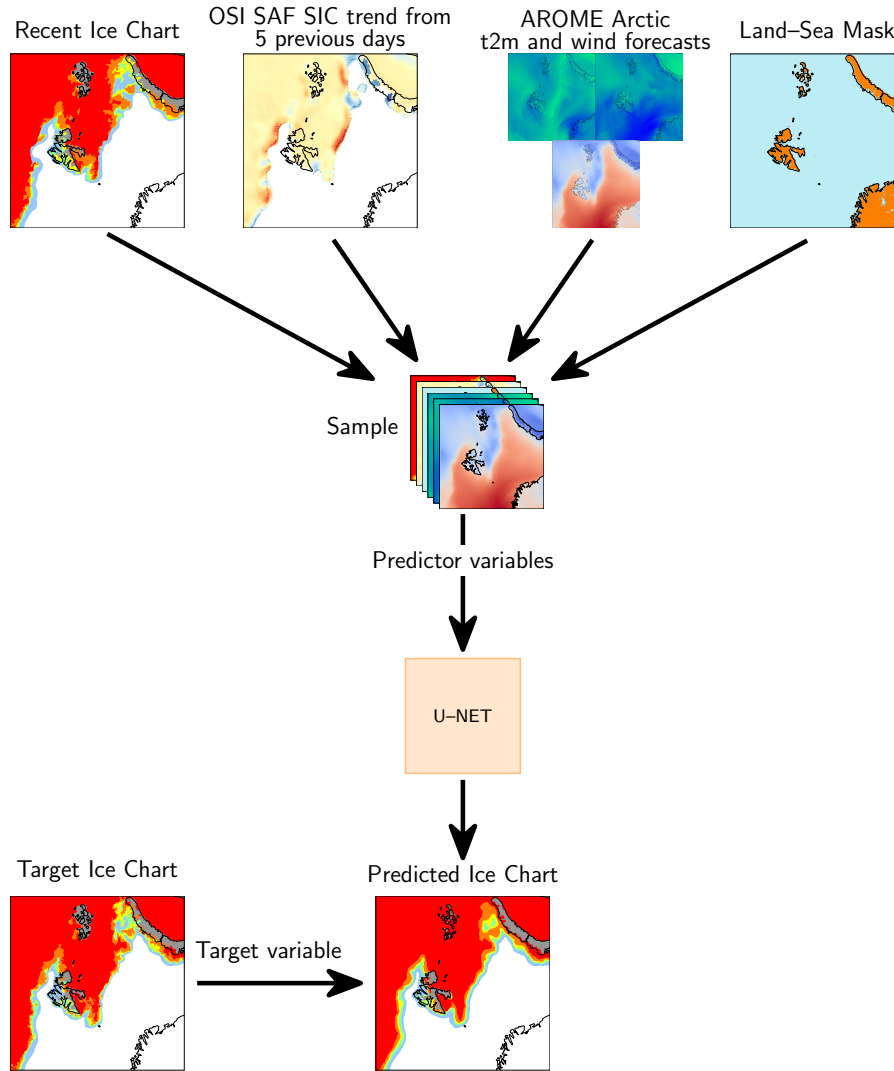 Recent Ice Chart
OSI SAF SIC trend from
5 previous days
AROME Arctic
t2m and wind forecasts
Land–Sea Mask
Sample
Predictor variables
U–NET
Target Ice Chart
Predicted Ice Chart
Target variable